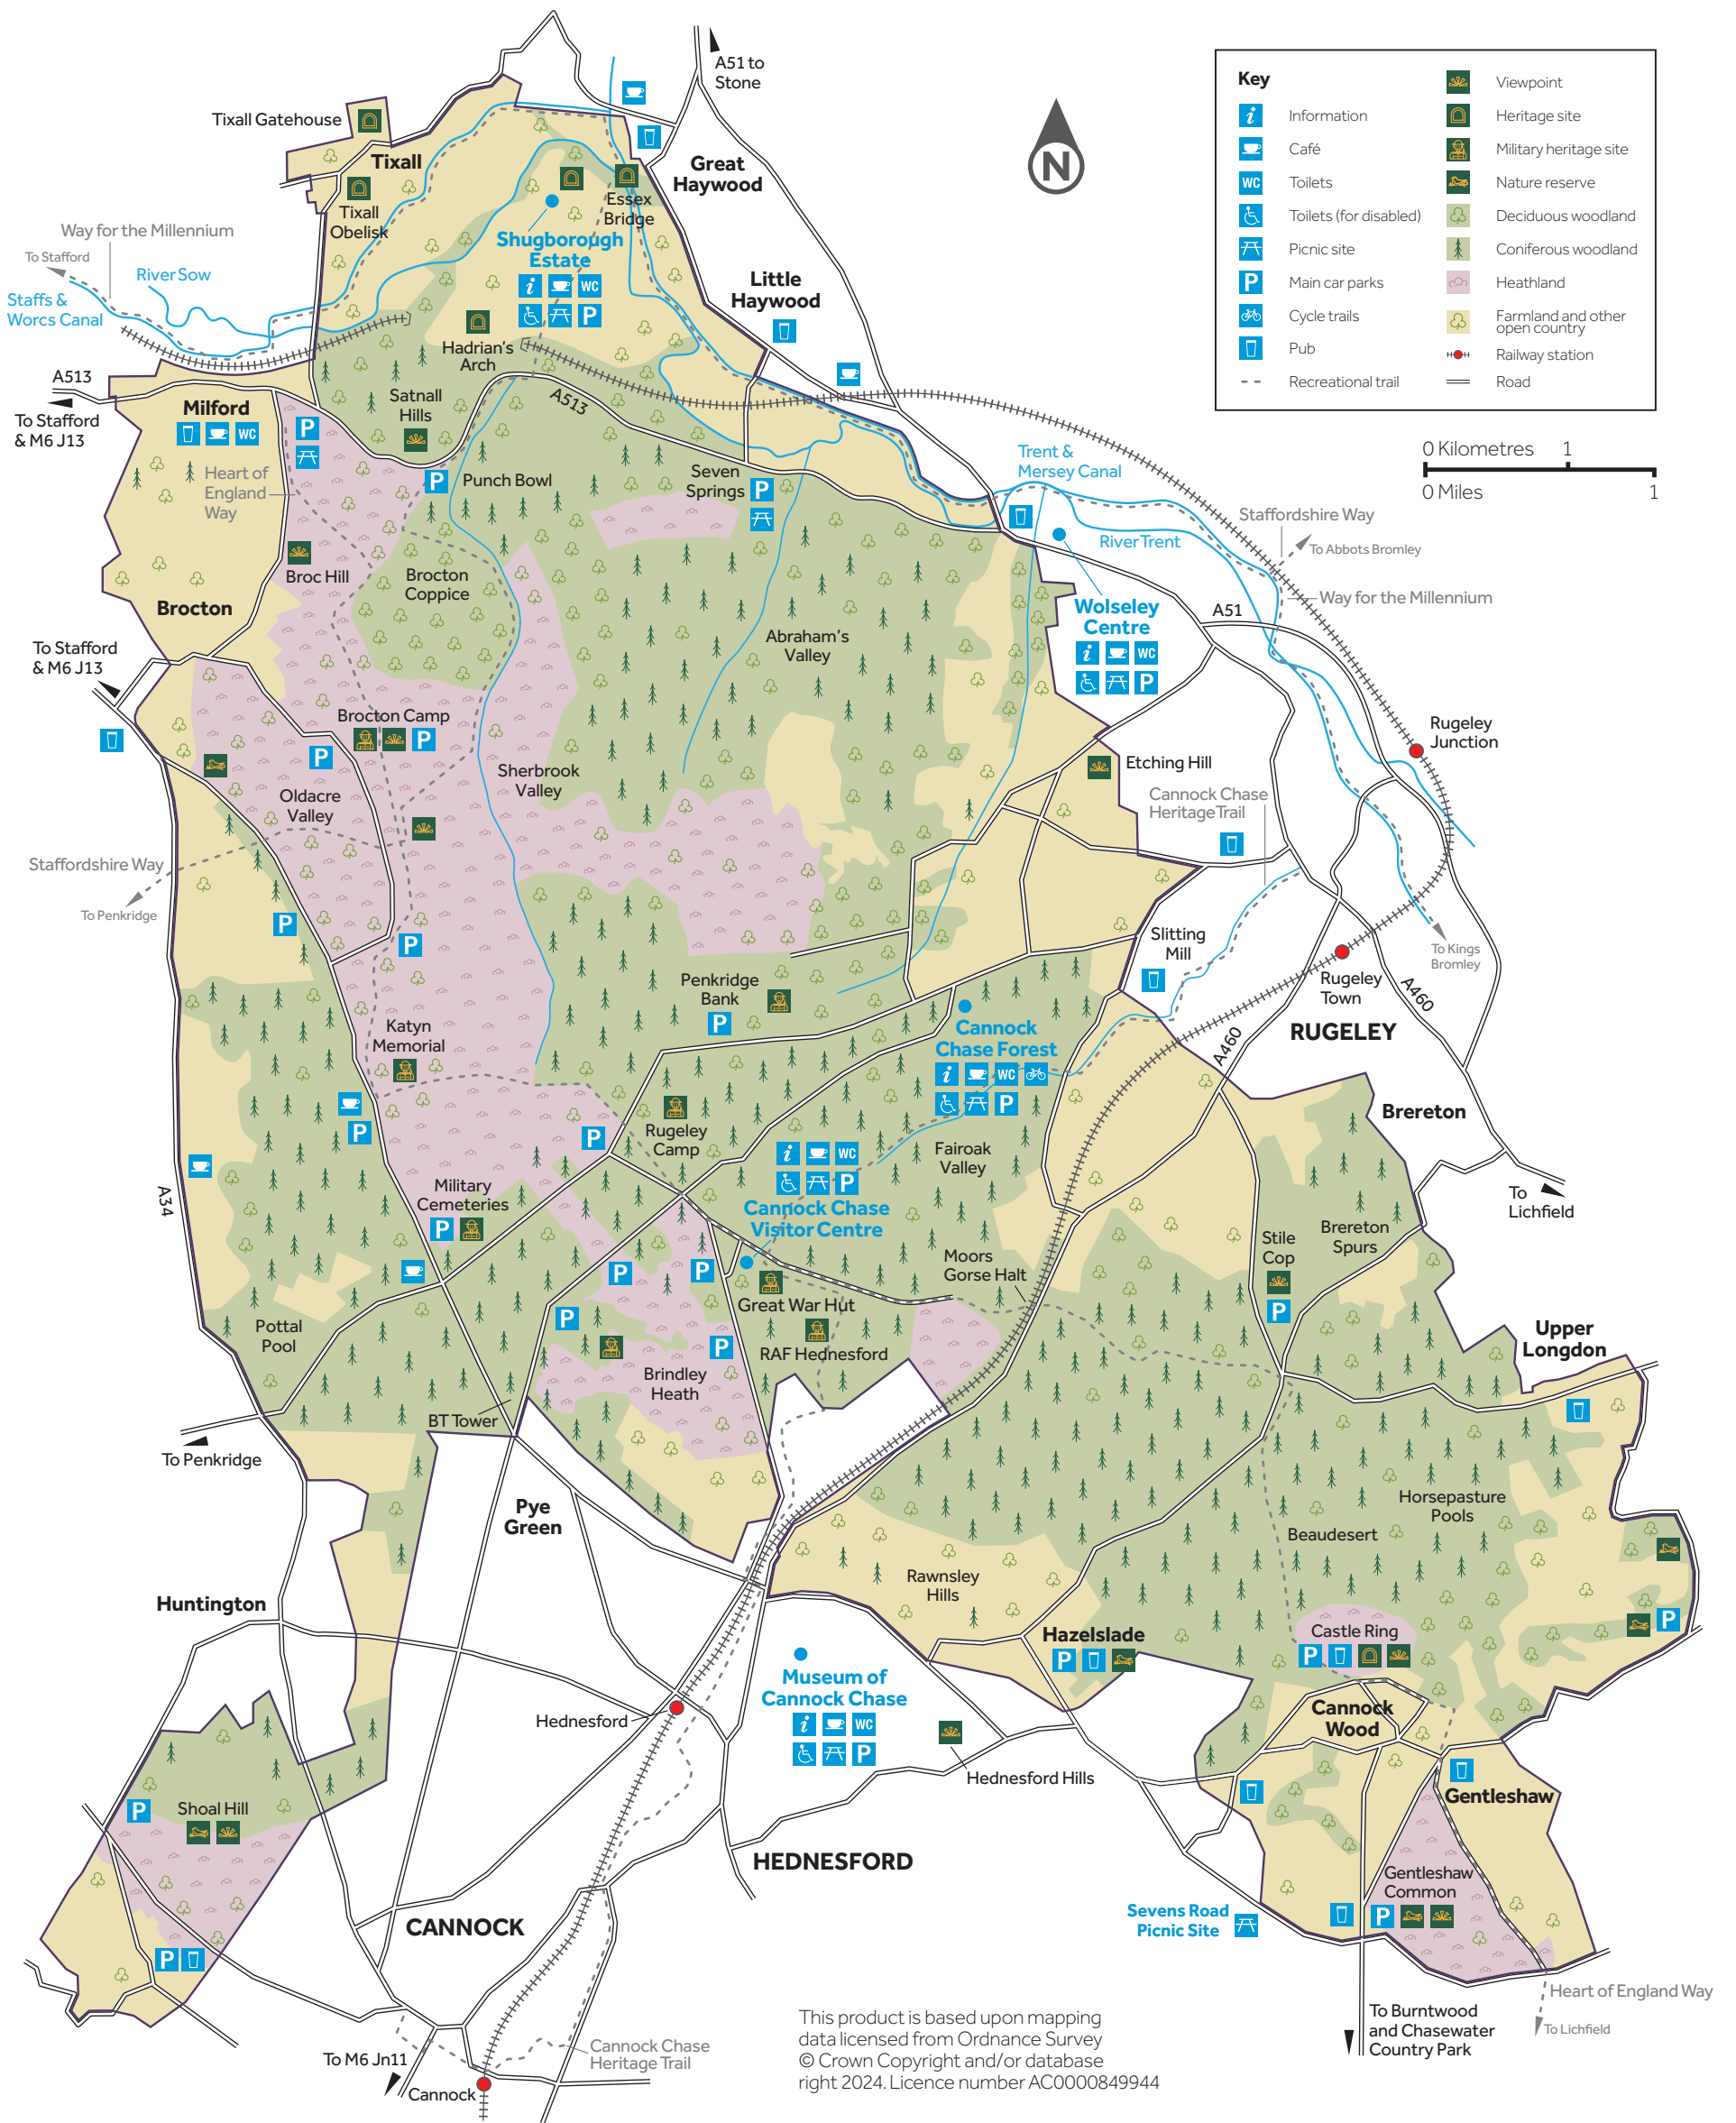 A51 to
Stone
Tixall Gatehouse
Tixall
Great
Haywood
Tixall
Obelisk
Essex
Bridge
Way for the Millennium
To Stafford
River Sow
Staffs &
Worcs Canal
Shugborough
Estate
i
WC
P
Little
Haywood
Hadrian's
Arch
N
Key
i
Information
Café
WC
Toilets
Toilets (for disabled)
Picnic site
P
Main car parks
Cycle trails
Pub
Recreational trail
Viewpoint
Heritage site
Military heritage site
Nature reserve
Deciduous woodland
Coniferous woodland
Heathland
Farmland and other
open country
Railway station
Road
0 Kilometres 1
0 Miles 1
A513
To Stafford
& M6 J13
Milford
WC
P
Satnall
Hills
A513
Heart of
England
Way
P
Punch Bowl
Seven
Springs
P
Trent &
Mersey Canal
River Trent
Staffordshire Way
To Abbots Bromley
Way for the Millennium
Broc Hill
Brocton
Coppice
Brocton
Abraham's
Valley
Wolseley
Centre
i
WC
P
A51
To Stafford
& M6 J13
Brocton Camp
P
P
Oldacre
Valley
Sherbrook
Valley
Etching Hill
Rugeley
Junction
Cannock Chase
Heritage Trail
Staffordshire Way
To Penkridge
P
P
Slitting
Mill
To Kings
Bromley
Rugeley
Town
A460
RUGELEY
A460
Penkridge
Bank
P
Katyn
Memorial
Cannock
Chase Forest
i
WC
P
P
P
Rugeley
Camp
Fairoak
Valley
Brereton
To
Lichfield
A34
Military
Cemeteries
P
i
WC
P
Cannock Chase
Visitor Centre
Stile
Cop
P
Brereton
Spurs
Moors
Gorse Halt
P
P
P
P
Great War Hut
RAF Hednesford
Brindley
Heath
Pottal
Pool
BT Tower
To Penkridge
Upper
Longdon
Pye
Green
Horsepasture
Pools
Beaudesert
Rawnsley
Hills
Huntington
Hazelslade
P
Castle Ring
P
P
Museum of
Cannock Chase
i
WC
P
Hednesford
Hednesford Hills
Cannock
Wood
Gentleshaw
P
Shoal Hill
HEDNESFORD
Gentleshaw
Common
P
Sevens Road
Picnic Site
CANNOCK
P
Heart of England Way
To Lichfield
To Burntwood
and Chasewater
Country Park
To M6 Jn11
Cannock
Cannock Chase
Heritage Trail
This product is based upon mapping
data licensed from Ordnance Survey
© Crown Copyright and/or database
right 2024. Licence number AC0000849944